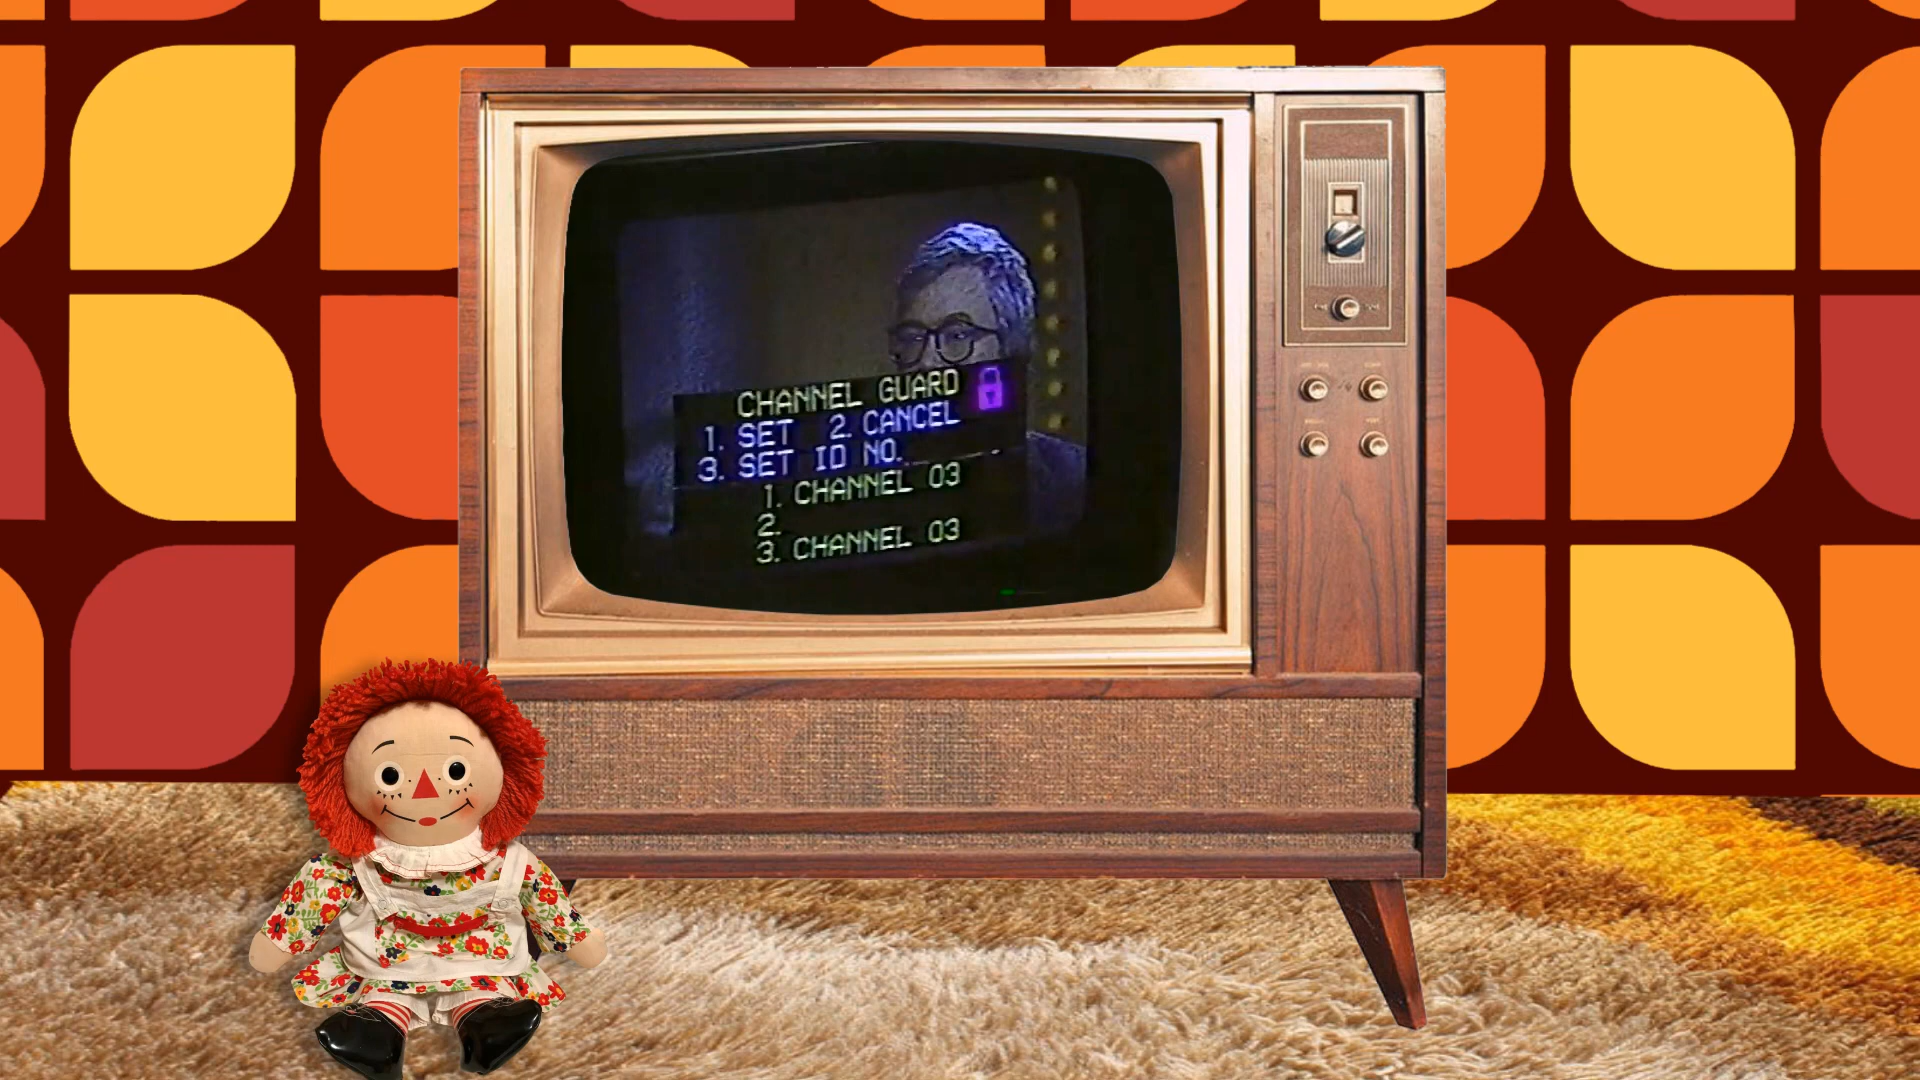 CHANNEL GUARD
1. SET 2. CANCEL
3. SET ID NO.
1. CHANNEL 03
2.
3. CHANNEL 03